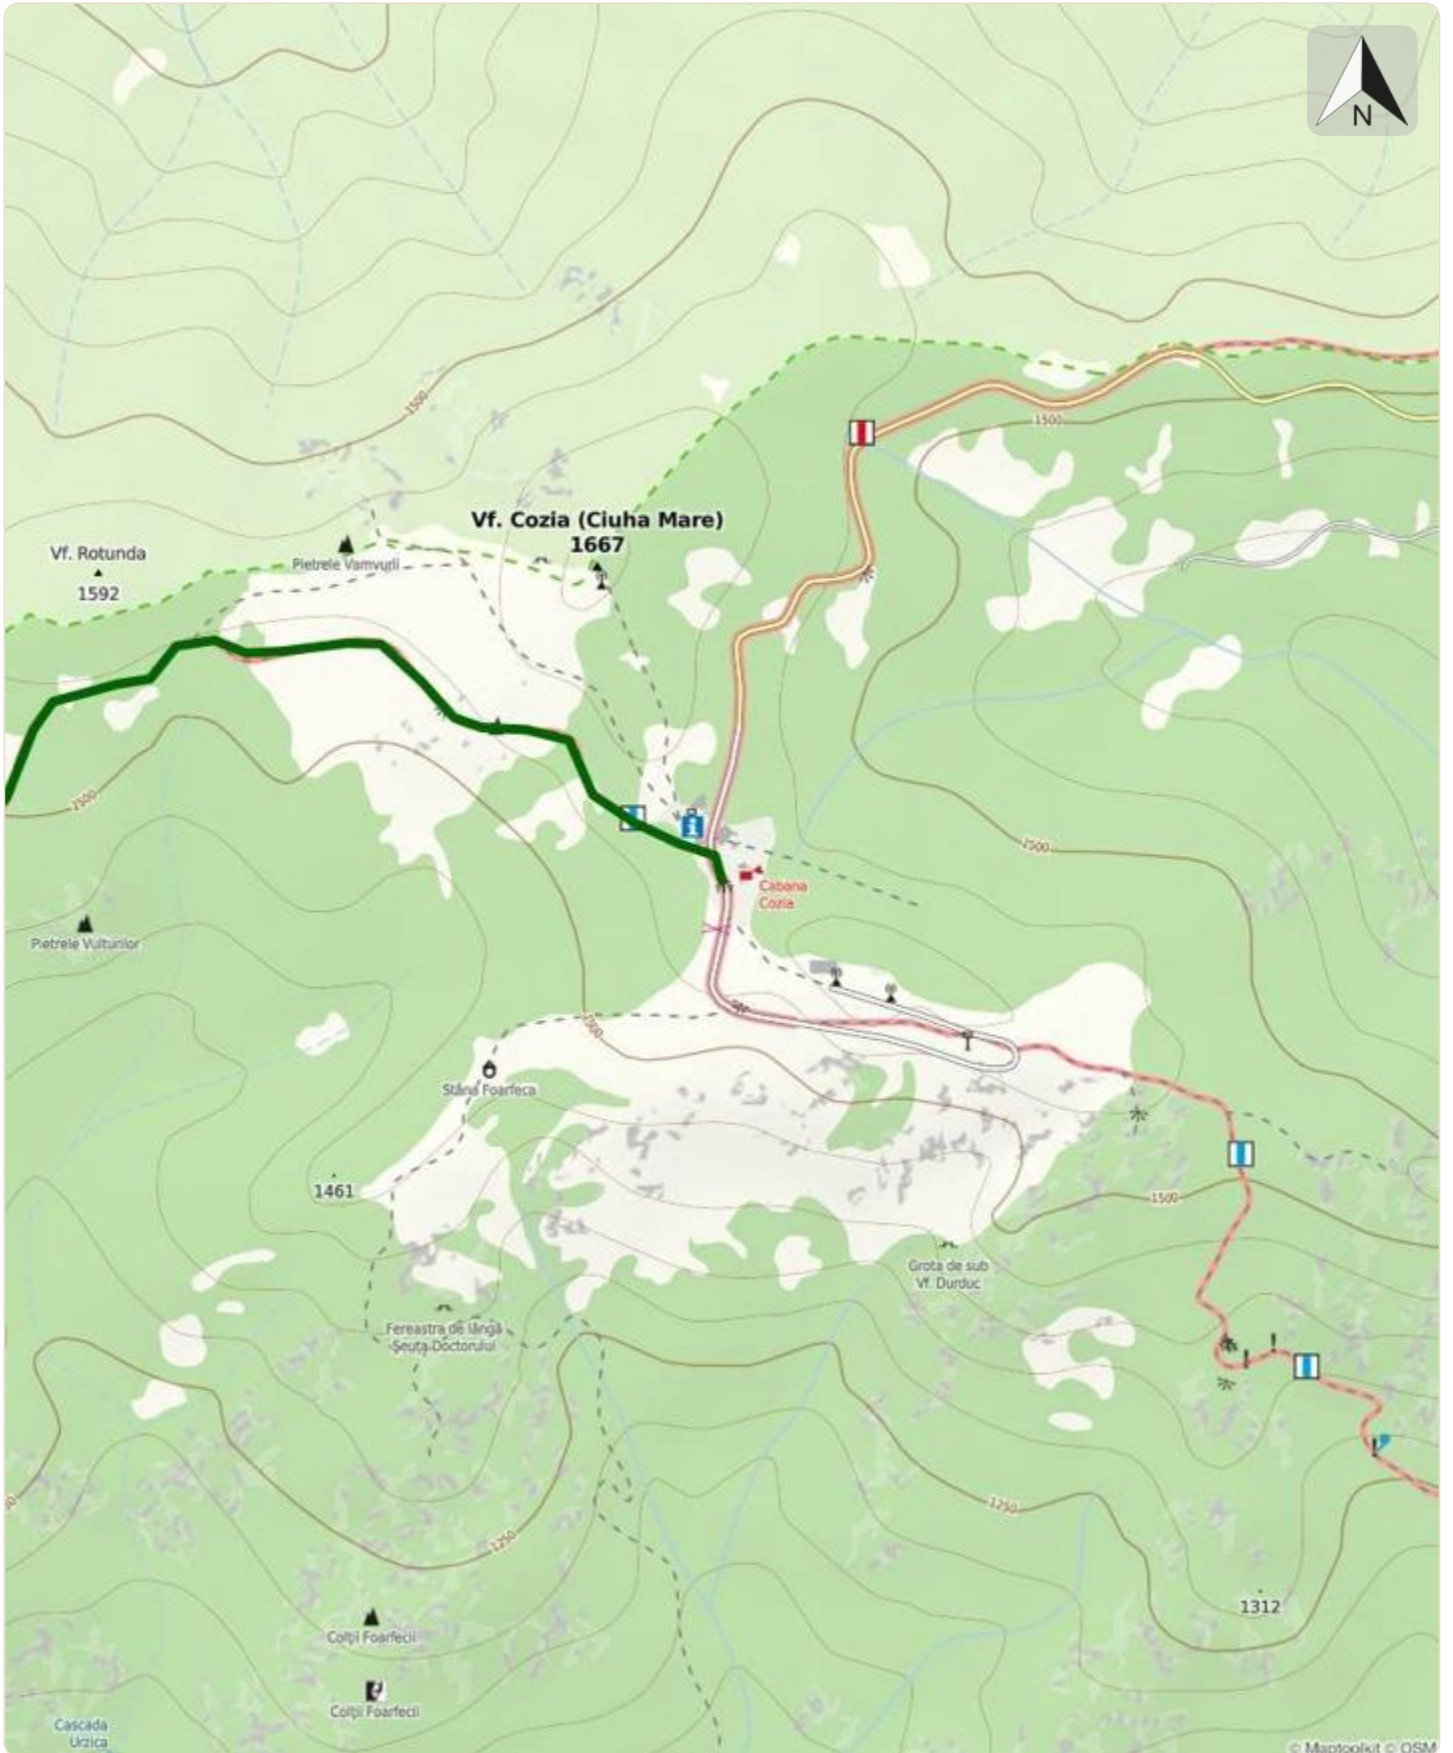 N
1500
1500
Vf. Cozia (Ciuha Mare)
1667
Vf. Rotunda
1592
Pietrele Vamvurii
1500
1500
Cabana
Cozia
Pietrele Vulturilor
1500
Stâna Foarfeca
1461
1500
Grota de sub
Vf. Durduc
Fereastra de lângă
Șeuța Doctorului
1250
1250
1312
Colții Foarfecii
Colții Foarfecii
Cascada
Urzica
© Maptoolkit © OSM